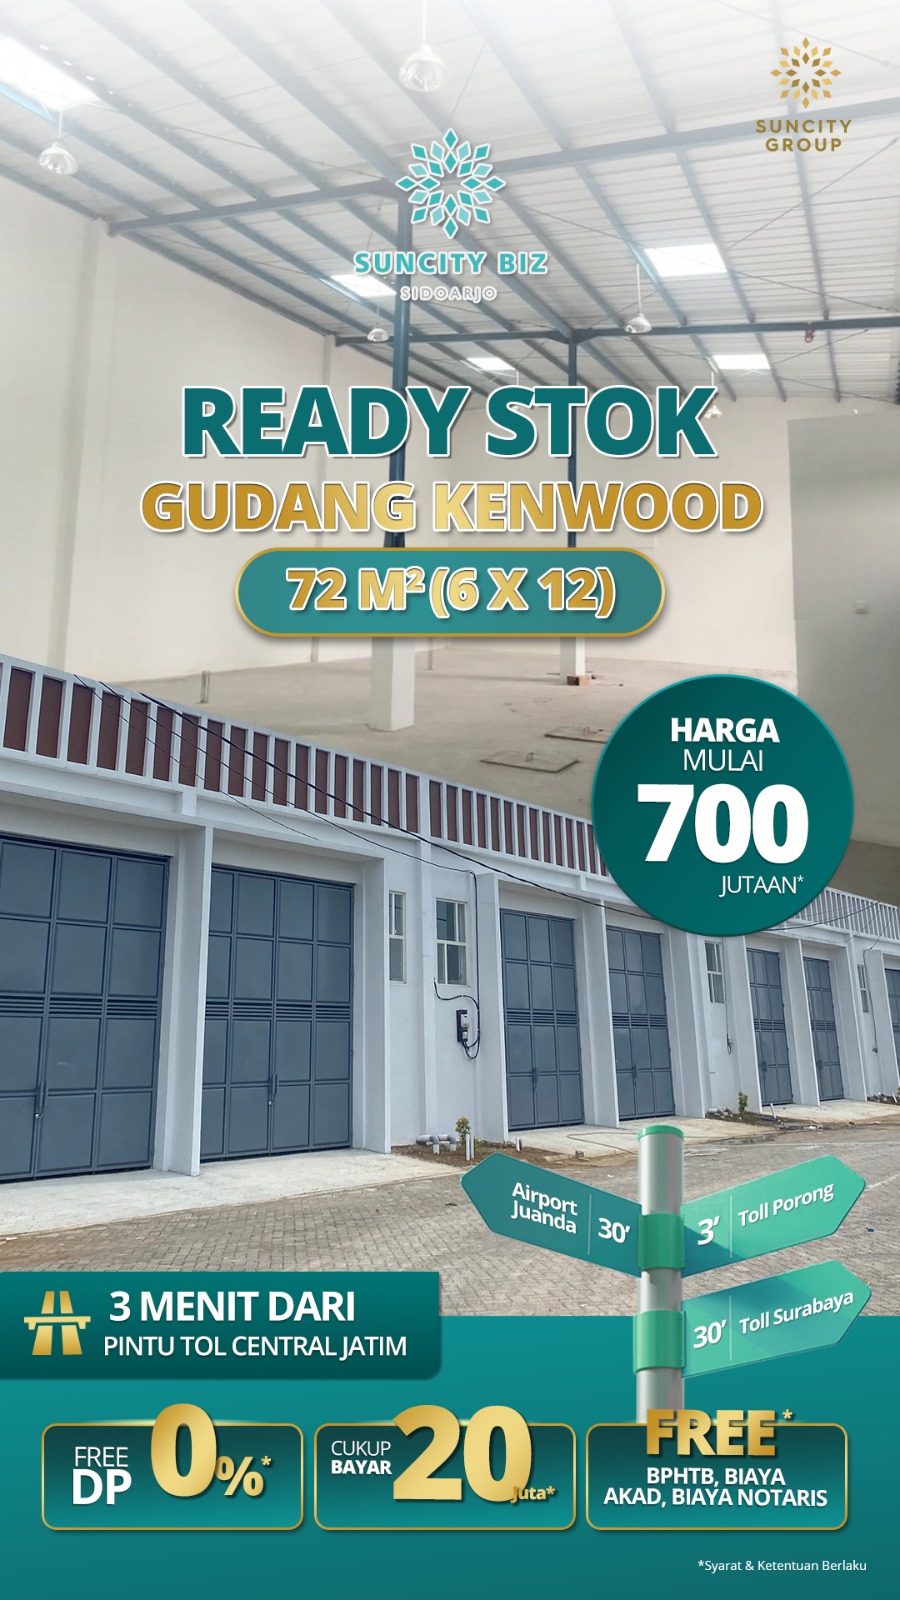 SUNCITY
GROUP
SUNCITY BIZ
SIDOARJO
READY STOK
GUDANG KENWOOD
72 M² (6 X 12)
HARGA
MULAI
700
JUTAAN*
Airport
Juanda
30'
3' Toll Porong
30' Toll Surabaya
3 MENIT DARI
PINTU TOL CENTRAL JATIM
FREE
DP
0%*
CUKUP
BAYAR
20
Juta*
FREE*
BPHTB, BIAYA
AKAD, BIAYA NOTARIS
*Syarat & Ketentuan Berlaku